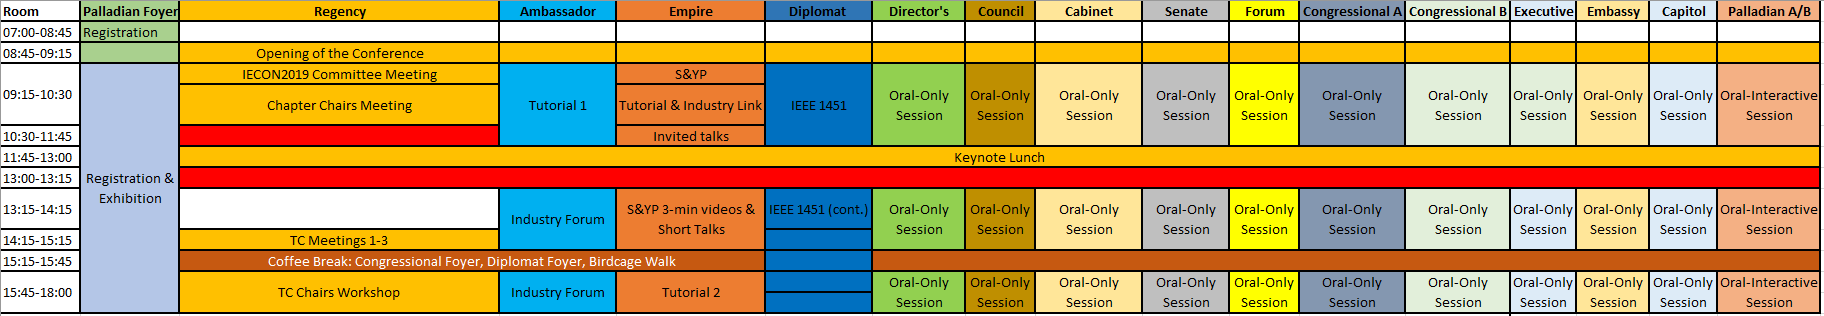 Room Palladian Foyer Regency Ambassador Empire Diplomat Director's Council Cabinet Senate Forum Congressional A Congressional B Executive Embassy Capitol Palladian A/B
07:00-08:45 Registration
08:45-09:15 Opening of the Conference
IECON2019 Committee Meeting S&YP
09:15-10:30 Chapter Chairs Meeting Tutorial 1 Tutorial & Industry Link IEEE 1451 Oral-Only Oral-Only Oral-Only Oral-Only Oral-Only Oral-Only Oral-Only Oral-Only Oral-Only Oral-Only Oral-Interactive
Session Session Session Session Session Session Session Session Session Session Session
10:30-11:45 Invited talks
11:45-13:00 Keynote Lunch
13:00-13:15 Registration &
Exhibition
13:15-14:15 Industry Forum S&YP 3-min videos & IEEE 1451 (cont.) Oral-Only Oral-Only Oral-Only Oral-Only Oral-Only Oral-Only Oral-Only Oral-Only Oral-Only Oral-Only Oral-Interactive
Short Talks Session Session Session Session Session Session Session Session Session Session Session
14:15-15:15 TC Meetings 1-3
15:15-15:45 Coffee Break: Congressional Foyer, Diplomat Foyer, Birdcage Walk
15:45-18:00 TC Chairs Workshop Industry Forum Tutorial 2 Oral-Only Oral-Only Oral-Only Oral-Only Oral-Only Oral-Only Oral-Only Oral-Only Oral-Only Oral-Only Oral-Interactive
Session Session Session Session Session Session Session Session Session Session Session